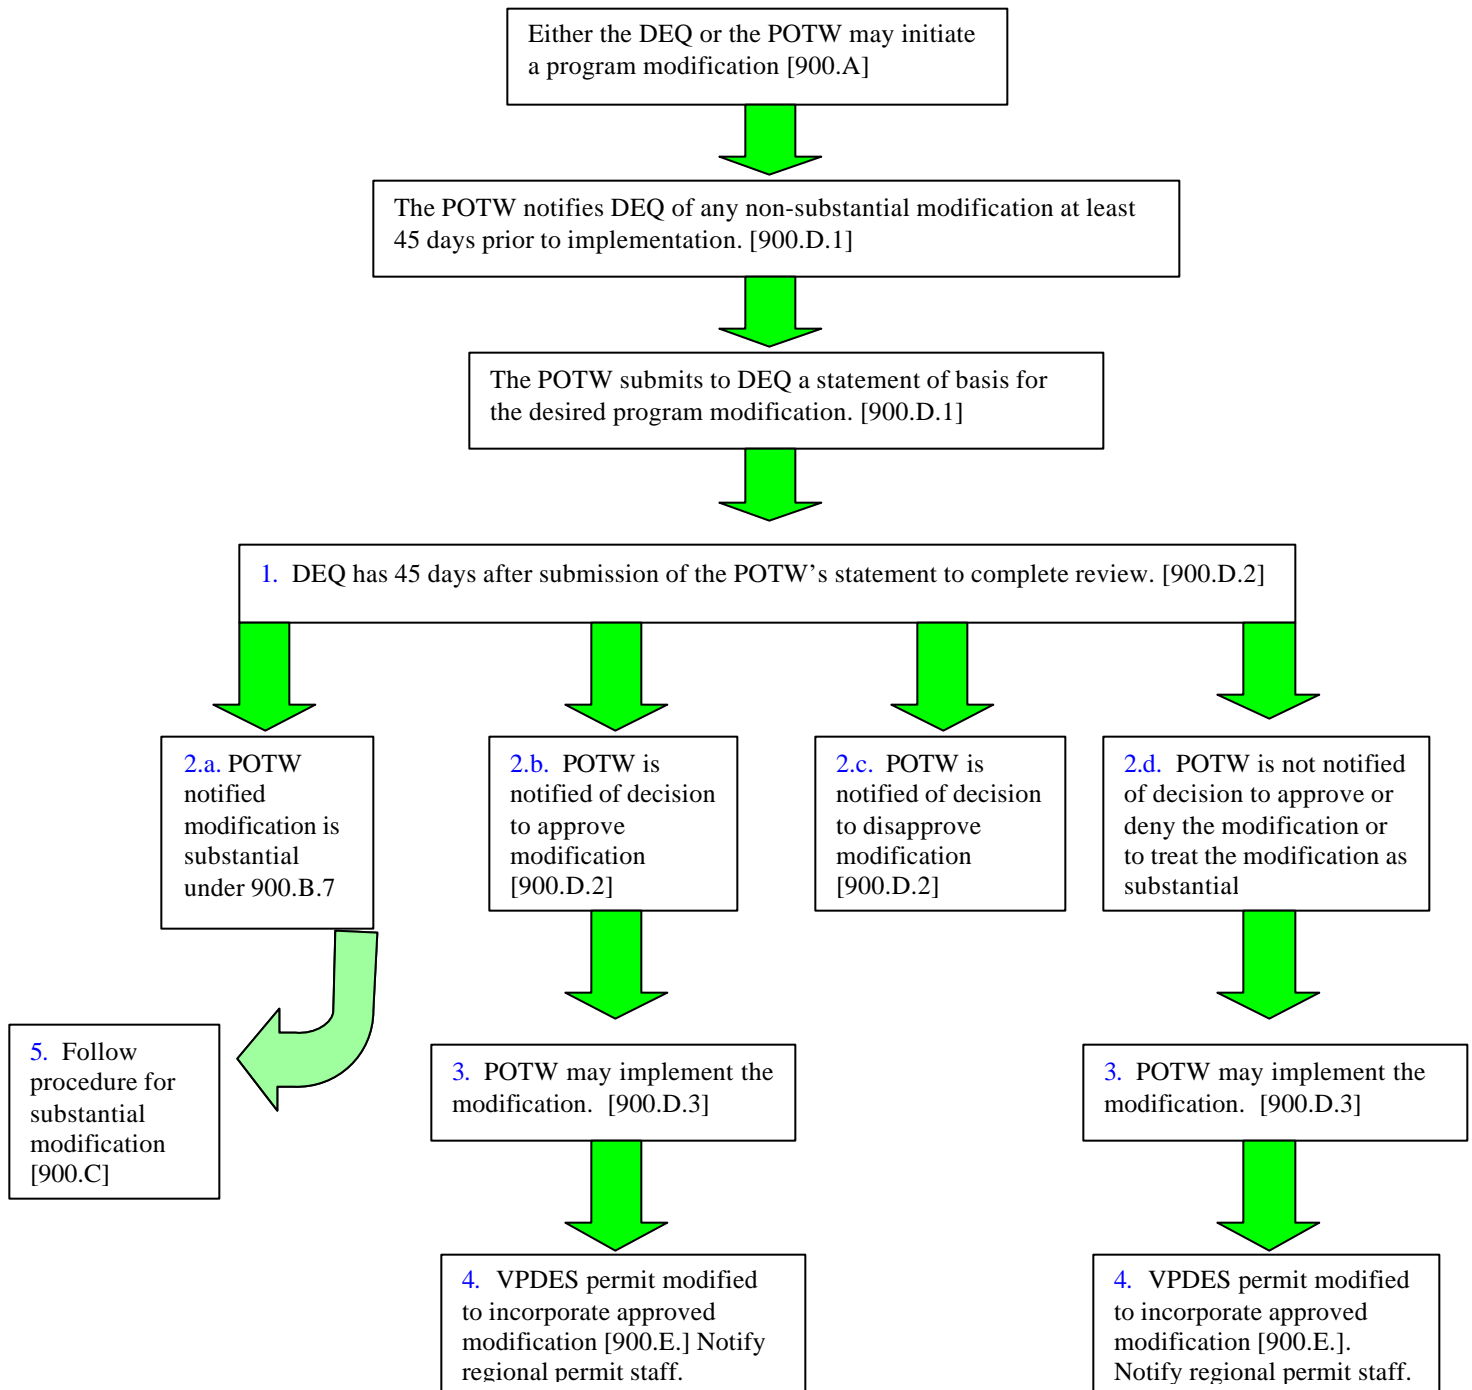 Either the DEQ or the POTW may initiate
a program modification [900.A]
The POTW notifies DEQ of any non-substantial modification at least
45 days prior to implementation. [900.D.1]
The POTW submits to DEQ a statement of basis for
the desired program modification. [900.D.1]
1. DEQ has 45 days after submission of the POTW’s statement to complete review. [900.D.2]
2.a. POTW
notified
modification is
substantial
under 900.B.7
2.b. POTW is
notified of decision
to approve
modification
[900.D.2]
2.c. POTW is
notified of decision
to disapprove
modification
[900.D.2]
2.d. POTW is not notified
of decision to approve or
deny the modification or
to treat the modification as
substantial
5. Follow
procedure for
substantial
modification
[900.C]
3. POTW may implement the
modification. [900.D.3]
3. POTW may implement the
modification. [900.D.3]
4. VPDES permit modified
to incorporate approved
modification [900.E.] Notify
regional permit staff.
4. VPDES permit modified
to incorporate approved
modification [900.E.].
Notify regional permit staff.